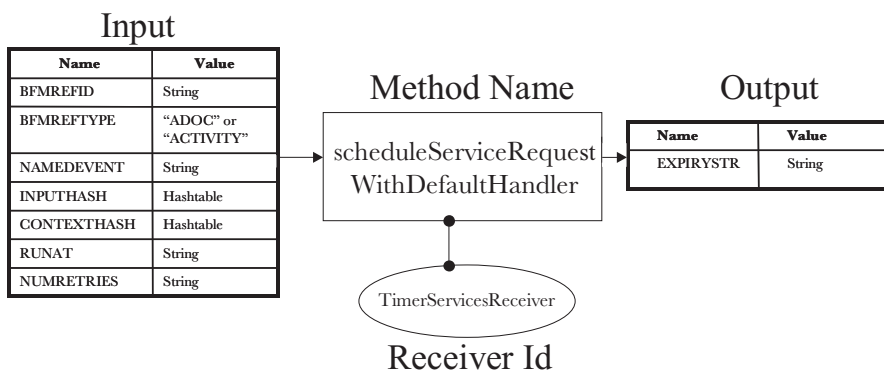 Input
Name Value
BFMREFID String
BFMREFTYPE “ADOC” or
“ACTIVITY”
NAMEDEVENT String
INPUTHASH Hashtable
CONTEXTHASH Hashtable
RUNAT String
NUMRETRIES String
Method Name
scheduleServiceRequest
WithDefaultHandler
TimerServicesReceiver
Receiver Id
Output
Name Value
EXPIRYSTR String